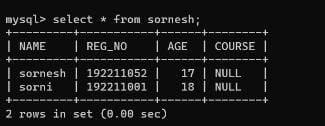 mysql> select * from sornesh;
+---------+-----------+------+--------+
| NAME    | REG_NO    | AGE  | COURSE |
+---------+-----------+------+--------+
| sornesh | 192211052 |   17 | NULL   |
| sorni   | 192211001 |   18 | NULL   |
+---------+-----------+------+--------+
2 rows in set (0.00 sec)